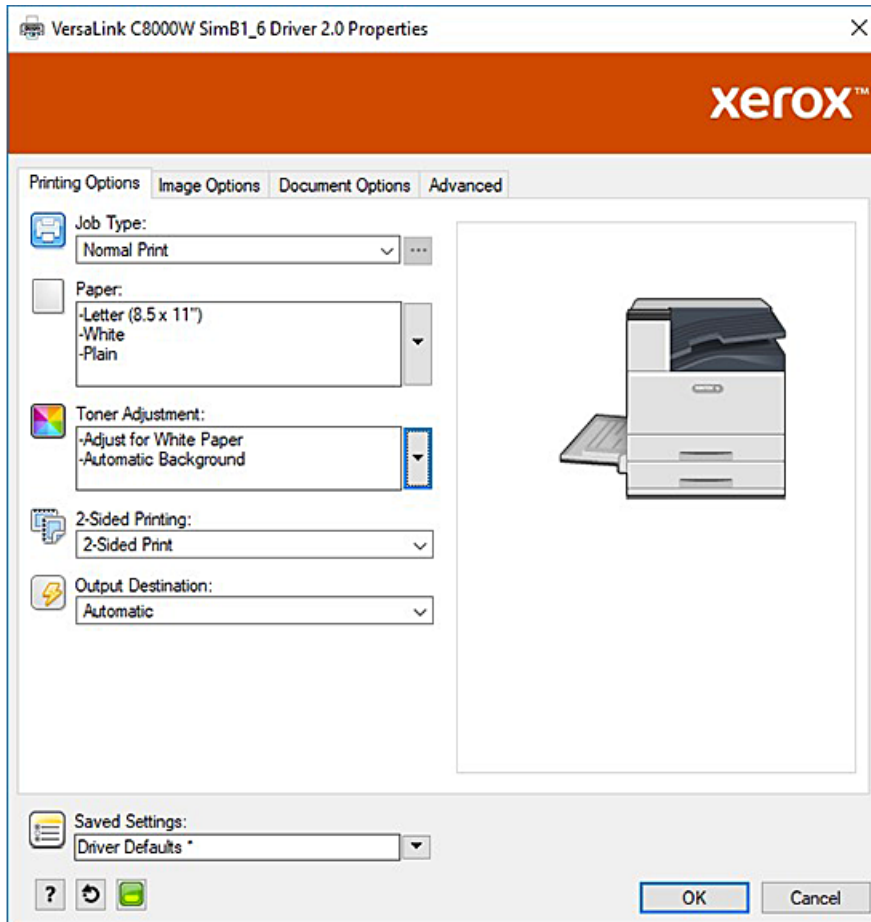 VersaLink C8000W SimB1_6 Driver 2.0 Properties
xerox™
Printing Options Image Options Document Options Advanced
Job Type:
Normal Print
Paper:
-Letter (8.5 x 11")
-White
-Plain
Toner Adjustment:
-Adjust for White Paper
-Automatic Background
2-Sided Printing:
2-Sided Print
Output Destination:
Automatic
Saved Settings:
Driver Defaults *
?
OK Cancel